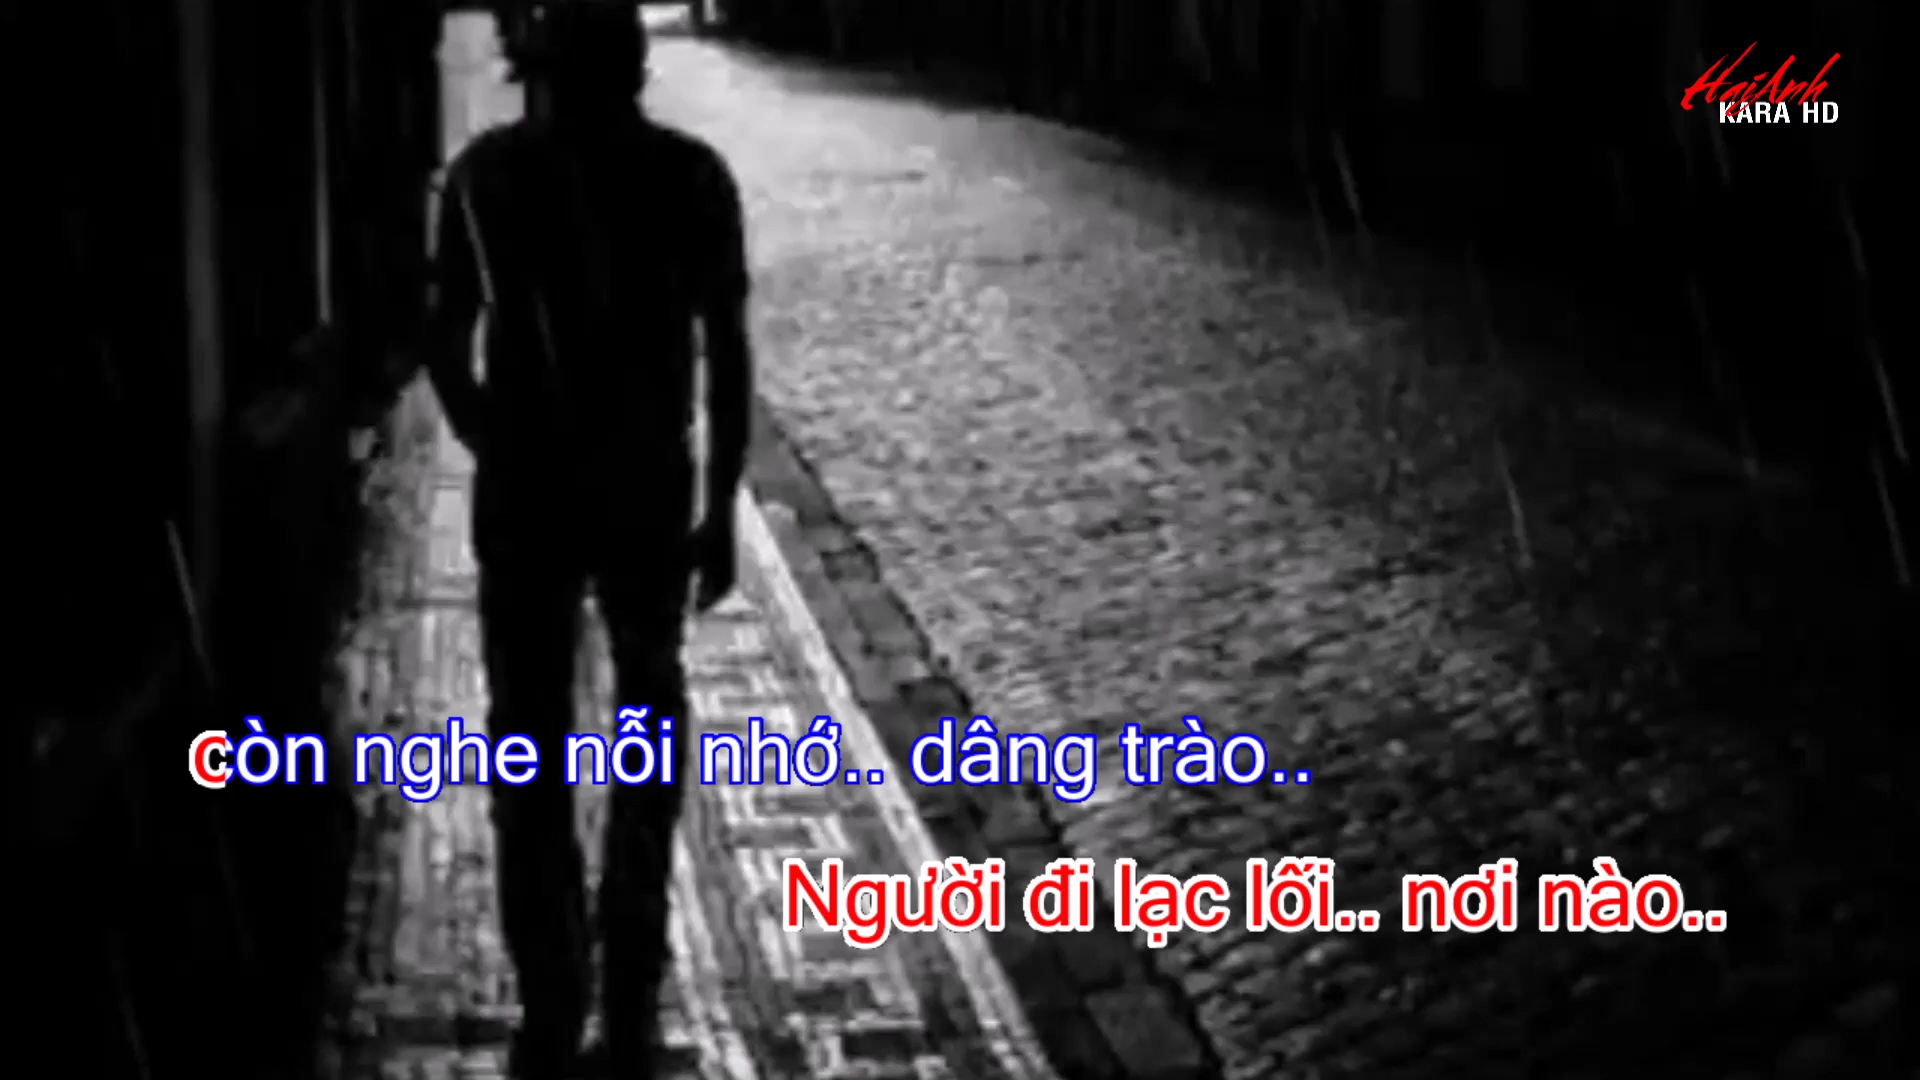 HaiAnh
KARA HD
còn nghe nỗi nhớ.. dâng trào..
Người đi lạc lối.. nơi nào..